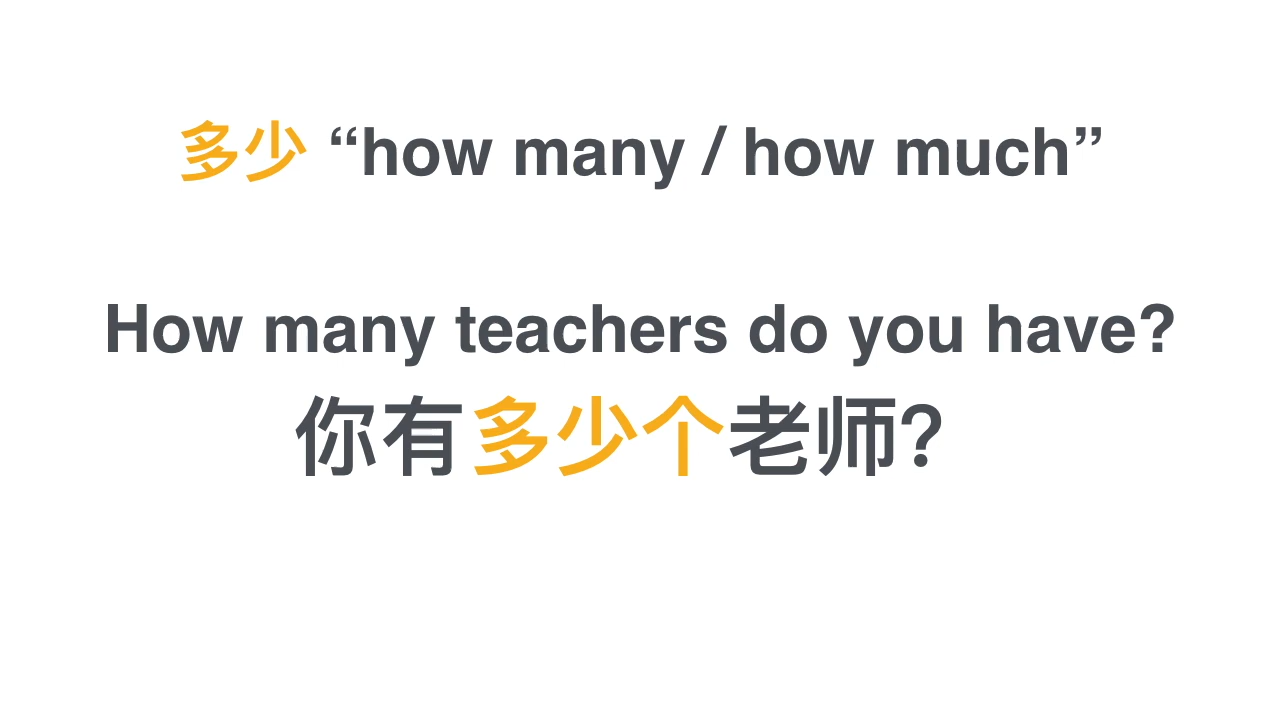 多少 “how many / how much”
How many teachers do you have?
你有多少个老师?